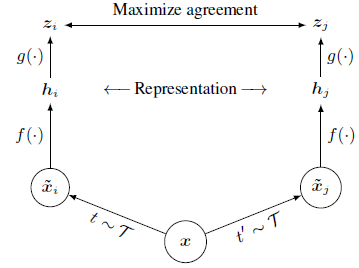 Maximize agreement
z_i z_j
g(·) g(·)
h_i ⟵ Representation ⟶ h_j
f(·) f(·)
x̃_i x̃_j
t ∼ 𝒯 t' ∼ 𝒯
x